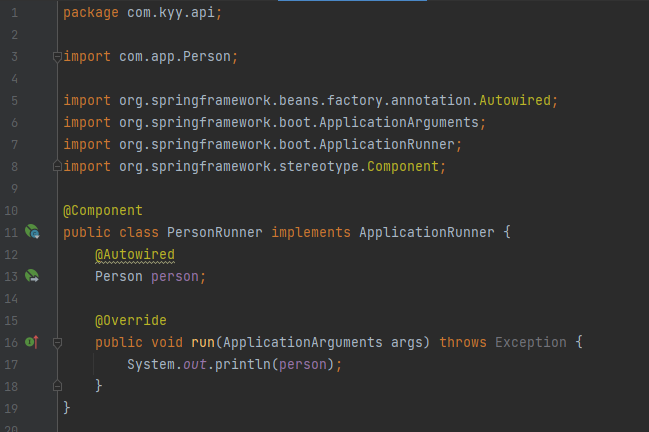 1 package com.kyy.api;
2
3 import com.app.Person;
4
5 import org.springframework.beans.factory.annotation.Autowired;
6 import org.springframework.boot.ApplicationArguments;
7 import org.springframework.boot.ApplicationRunner;
8 import org.springframework.stereotype.Component;
9
10 @Component
11 public class PersonRunner implements ApplicationRunner {
12 @Autowired
13 Person person;
14
15 @Override
16 public void run(ApplicationArguments args) throws Exception {
17 System.out.println(person);
18 }
19 }
20